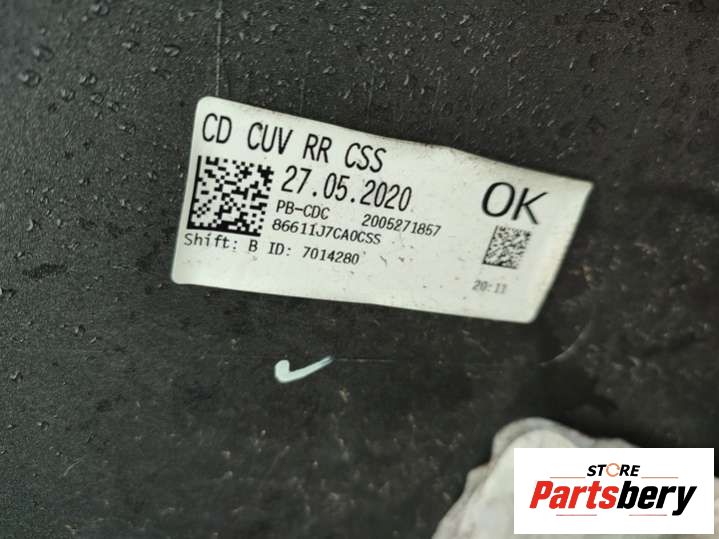 CD CUV RR CSS
27.05.2020
OK
PB-CDC 2005271857
86611J7CA0CSS
Shift: B ID: 7014280
20:11
STORE
Partsbery